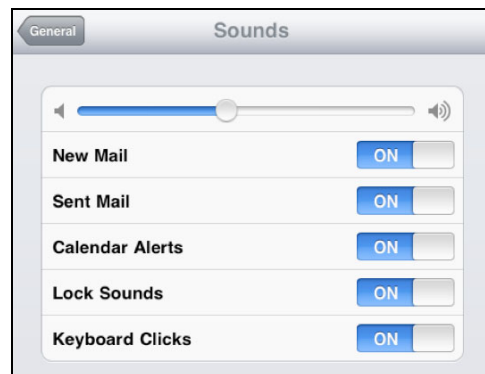 General
Sounds
New Mail ON
Sent Mail ON
Calendar Alerts ON
Lock Sounds ON
Keyboard Clicks ON